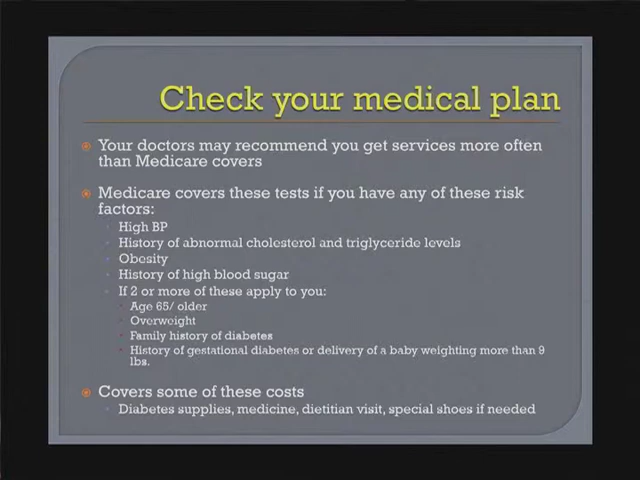 Check your medical plan
Your doctors may recommend you get services more often
than Medicare covers
Medicare covers these tests if you have any of these risk
factors:
High BP
History of abnormal cholesterol and triglyceride levels
Obesity
History of high blood sugar
If 2 or more of these apply to you:
Age 65/ older
Overweight
Family history of diabetes
History of gestational diabetes or delivery of a baby weighting more than 9
lbs.
Covers some of these costs
Diabetes supplies, medicine, dietitian visit, special shoes if needed